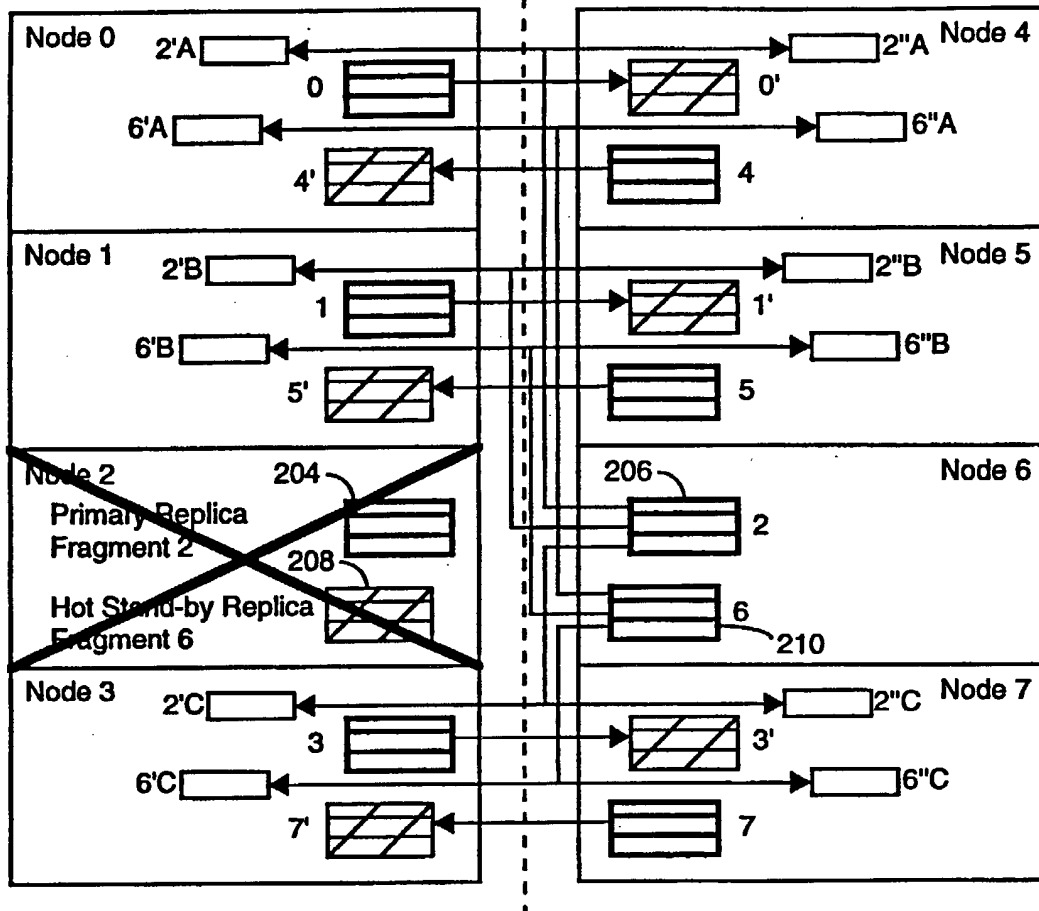 Node 0
2'A
2"A
Node 4
0
0'
6'A
6"A
4'
4
Node 1
2'B
2"B
Node 5
1
1'
6'B
6"B
5'
5
Node 2
204
206
Node 6
Primary Replica
Fragment 2
2
208
Hot Stand-by Replica
Fragment 6
6
210
Node 3
2'C
2"C
Node 7
3
3'
6'C
6"C
7'
7